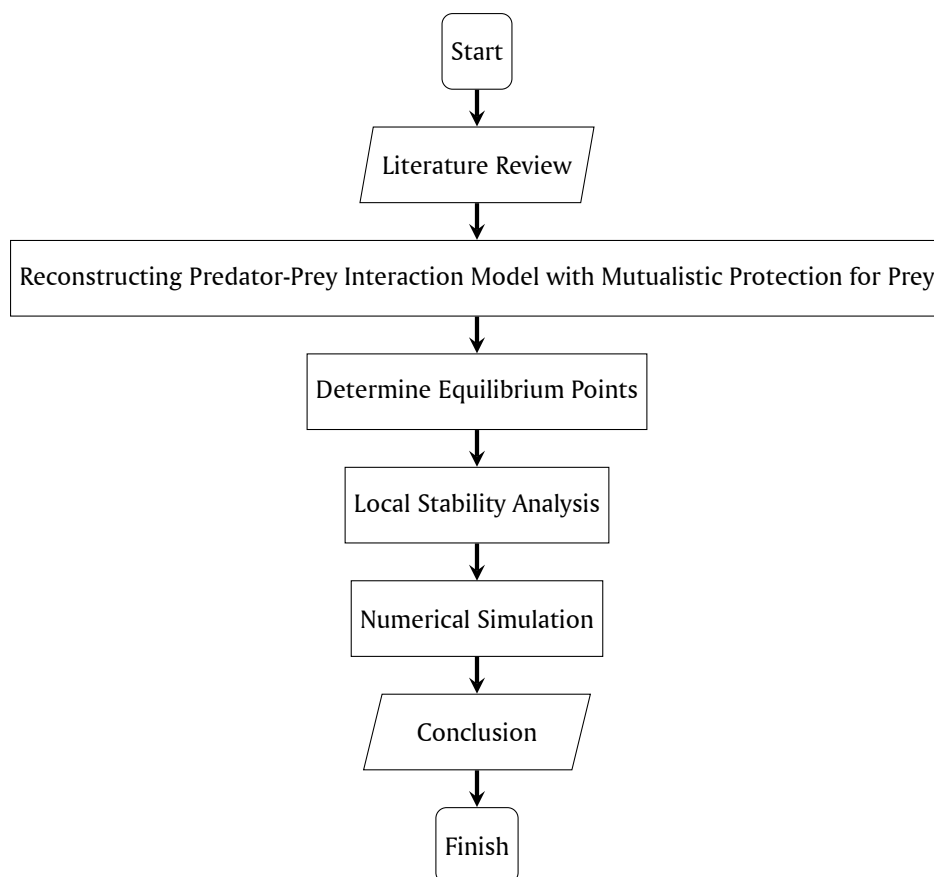 Start
Literature Review
Reconstructing Predator-Prey Interaction Model with Mutualistic Protection for Prey
Determine Equilibrium Points
Local Stability Analysis
Numerical Simulation
Conclusion
Finish